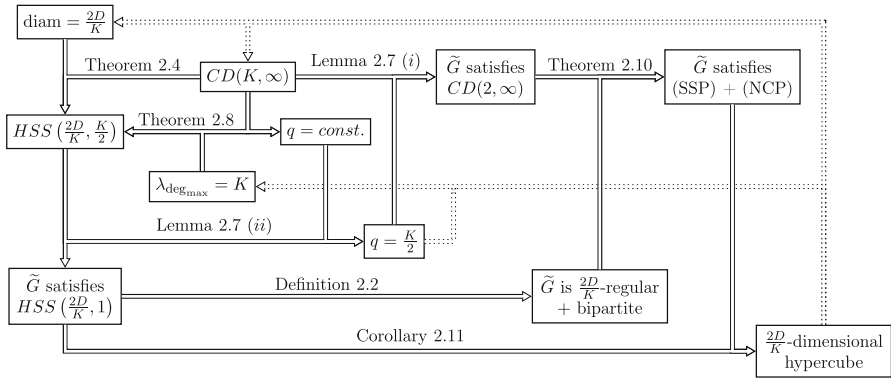 diam = 2D/K
Theorem 2.4
CD(K, ∞)
Lemma 2.7 (i)
G̃ satisfies
CD(2, ∞)
Theorem 2.10
G̃ satisfies
(SSP) + (NCP)
HSS (2D/K, K/2)
Theorem 2.8
q = const.
λ_{deg_max} = K
Lemma 2.7 (ii)
q = K/2
G̃ satisfies
HSS (2D/K, 1)
Definition 2.2
G̃ is 2D/K-regular
+ bipartite
Corollary 2.11
2D/K-dimensional
hypercube